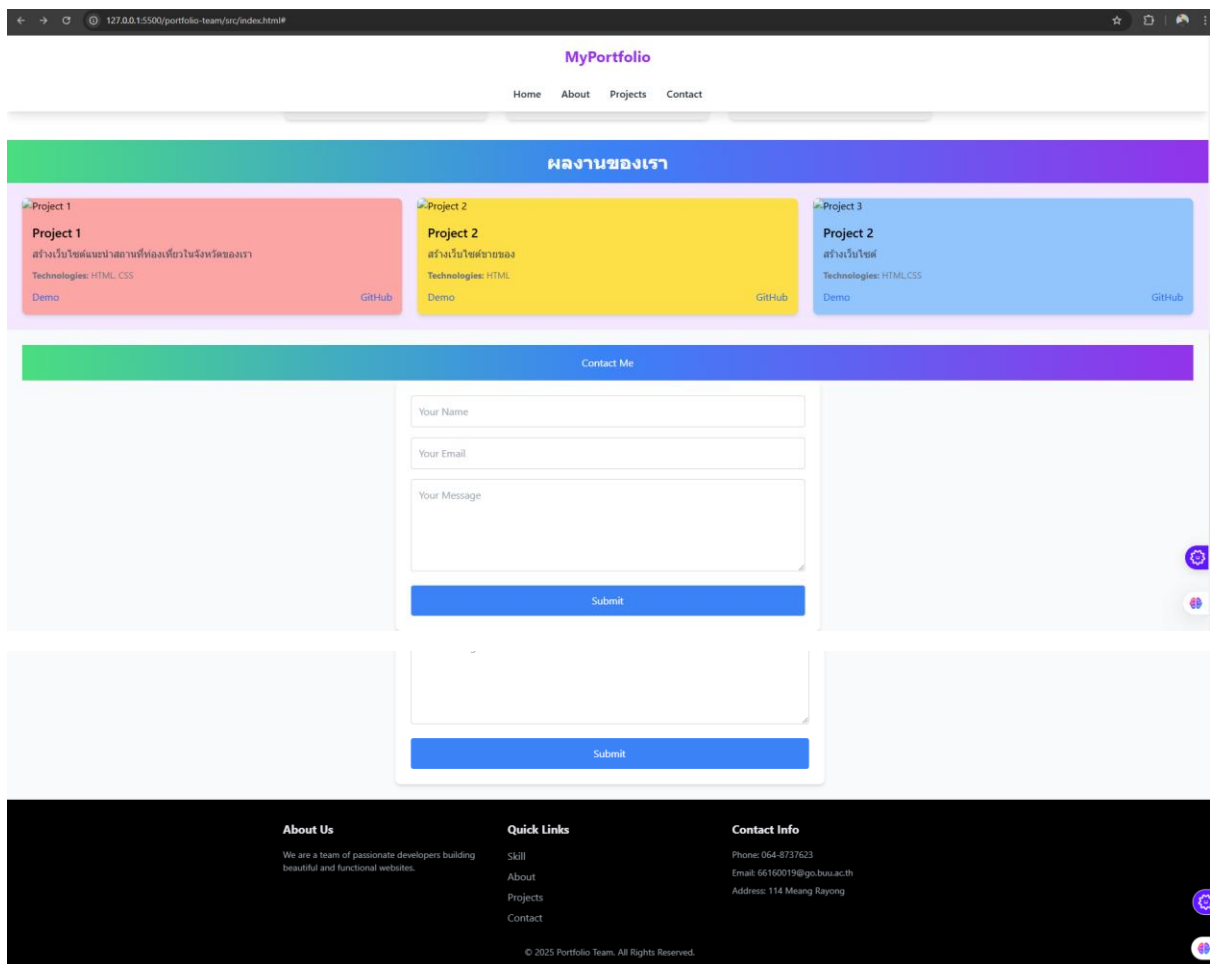 127.0.0.1:5500/portfolio-team/src/index.html#
MyPortfolio
Home About Projects Contact
ผลงานของเรา
Project 1
Project 1
สร้างเว็บไซต์แนะนำสถานที่ท่องเที่ยวในจังหวัดของเรา
Technologies: HTML, CSS
Demo GitHub
Project 2
Project 2
สร้างเว็บไซต์ขายของ
Technologies: HTML
Demo GitHub
Project 3
Project 2
สร้างเว็บไซต์
Technologies: HTML,CSS
Demo GitHub
Contact Me
Your Name
Your Email
Your Message
Submit
Submit
About Us
We are a team of passionate developers building
beautiful and functional websites.
Quick Links
Skill
About
Projects
Contact
Contact Info
Phone: 064-8737623
Email: 66160019@go.buu.ac.th
Address: 114 Meang Rayong
© 2025 Portfolio Team. All Rights Reserved.